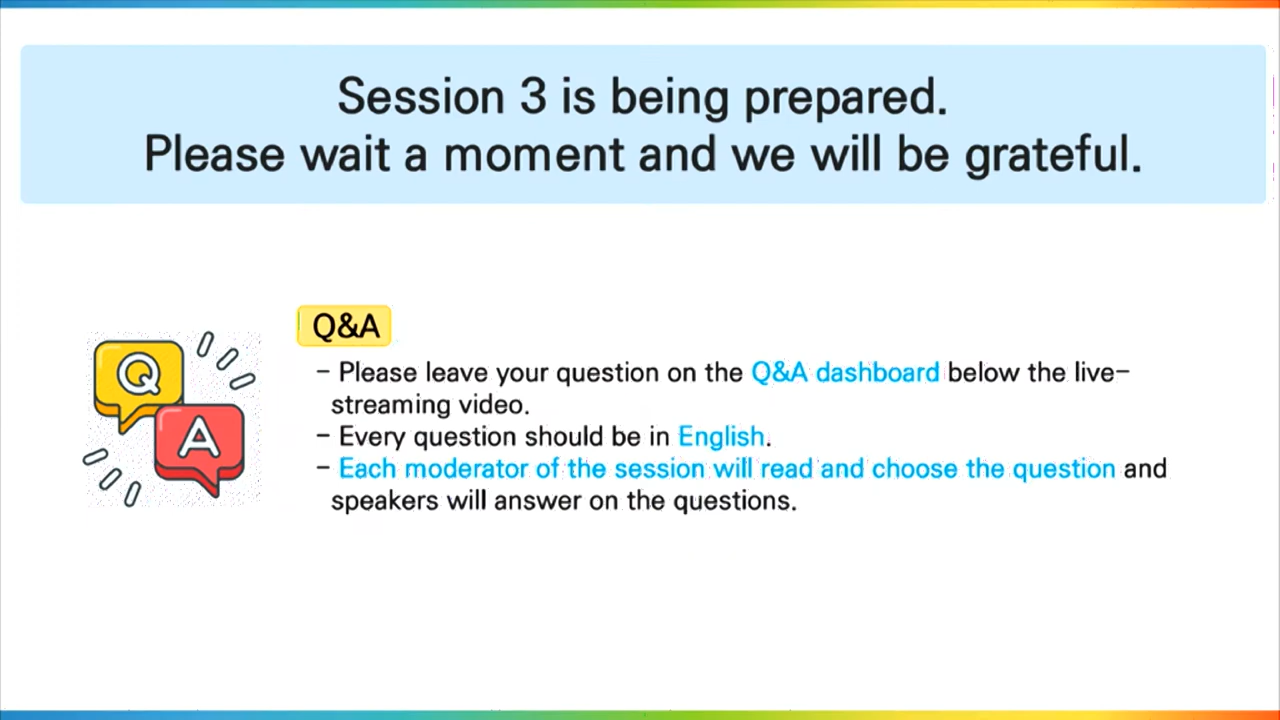 Session 3 is being prepared.
Please wait a moment and we will be grateful.
Q&A
Q
A
- Please leave your question on the Q&A dashboard below the live-
streaming video.
- Every question should be in English.
- Each moderator of the session will read and choose the question and
speakers will answer on the questions.